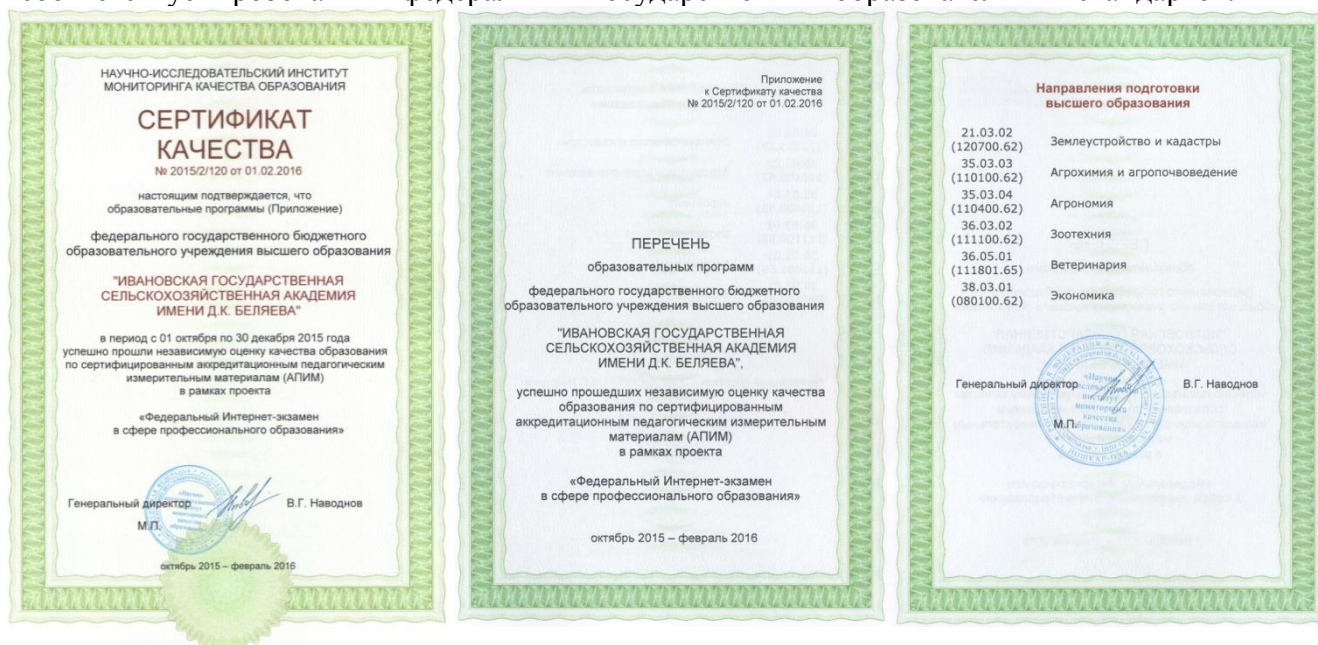 НАУЧНО-ИССЛЕДОВАТЕЛЬСКИЙ ИНСТИТУТ
МОНИТОРИНГА КАЧЕСТВА ОБРАЗОВАНИЯ
СЕРТИФИКАТ
КАЧЕСТВА
№ 2015/2/120 от 01.02.2016
настоящим подтверждается, что
образовательные программы (Приложение)
федерального государственного бюджетного
образовательного учреждения высшего образования
"ИВАНОВСКАЯ ГОСУДАРСТВЕННАЯ
СЕЛЬСКОХОЗЯЙСТВЕННАЯ АКАДЕМИЯ
ИМЕНИ Д.К. БЕЛЯЕВА"
в период с 01 октября по 30 декабря 2015 года
успешно прошли независимую оценку качества образования
по сертифицированным аккредитационным педагогическим
измерительным материалам (АПИМ)
в рамках проекта
«Федеральный Интернет-экзамен
в сфере профессионального образования»
Генеральный директор В.Г. Наводнов
М.П.
октябрь 2015 – февраль 2016
Приложение
к Сертификату качества
№ 2015/2/120 от 01.02.2016
ПЕРЕЧЕНЬ
образовательных программ
федерального государственного бюджетного
образовательного учреждения высшего образования
"ИВАНОВСКАЯ ГОСУДАРСТВЕННАЯ
СЕЛЬСКОХОЗЯЙСТВЕННАЯ АКАДЕМИЯ
ИМЕНИ Д.К. БЕЛЯЕВА",
успешно прошедших независимую оценку качества
образования по сертифицированным
аккредитационным педагогическим измерительным
материалам (АПИМ)
в рамках проекта
«Федеральный Интернет-экзамен
в сфере профессионального образования»
октябрь 2015 – февраль 2016
Направления подготовки
высшего образования
21.03.02
(120700.62) Землеустройство и кадастры
35.03.03
(110100.62) Агрохимия и агропочвоведение
35.03.04
(110400.62) Агрономия
36.03.02
(111100.62) Зоотехния
36.05.01
(111801.65) Ветеринария
38.03.01
(080100.62) Экономика
Генеральный директор В.Г. Наводнов
М.П.
«Научно-
исследовательский
институт
мониторинга
качества
образования»